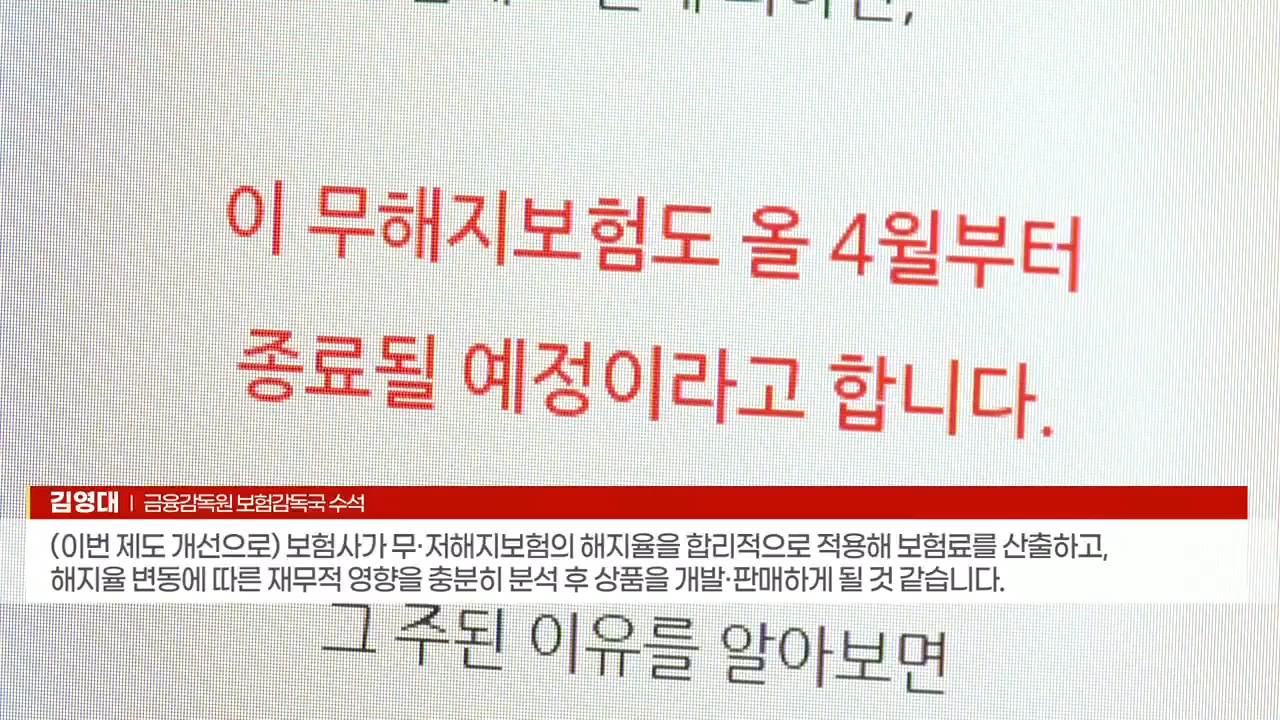 이 무해지보험도 올 4월부터
종료될 예정이라고 합니다.
김영대 | 금융감독원 보험감독국 수석
(이번 제도 개선으로) 보험사가 무·저해지보험의 해지율을 합리적으로 적용해 보험료를 산출하고,
해지율 변동에 따른 재무적 영향을 충분히 분석 후 상품을 개발·판매하게 될 것 같습니다.
그 주된 이유를 알아보면